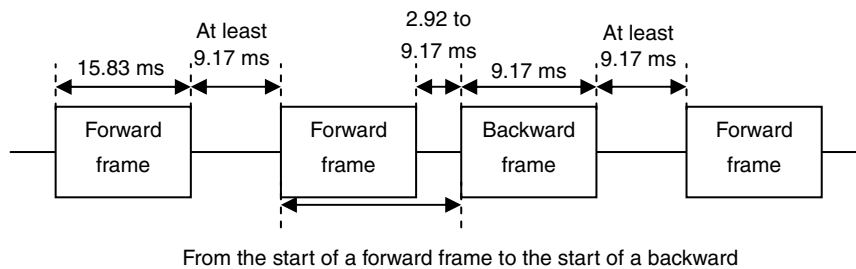 2.92 to
At least
At least
9.17 ms
9.17 ms
9.17 ms
15.83 ms
9.17 ms
Forward
frame
Forward
frame
Backward
frame
Forward
frame
From the start of a forward frame to the start of a backward